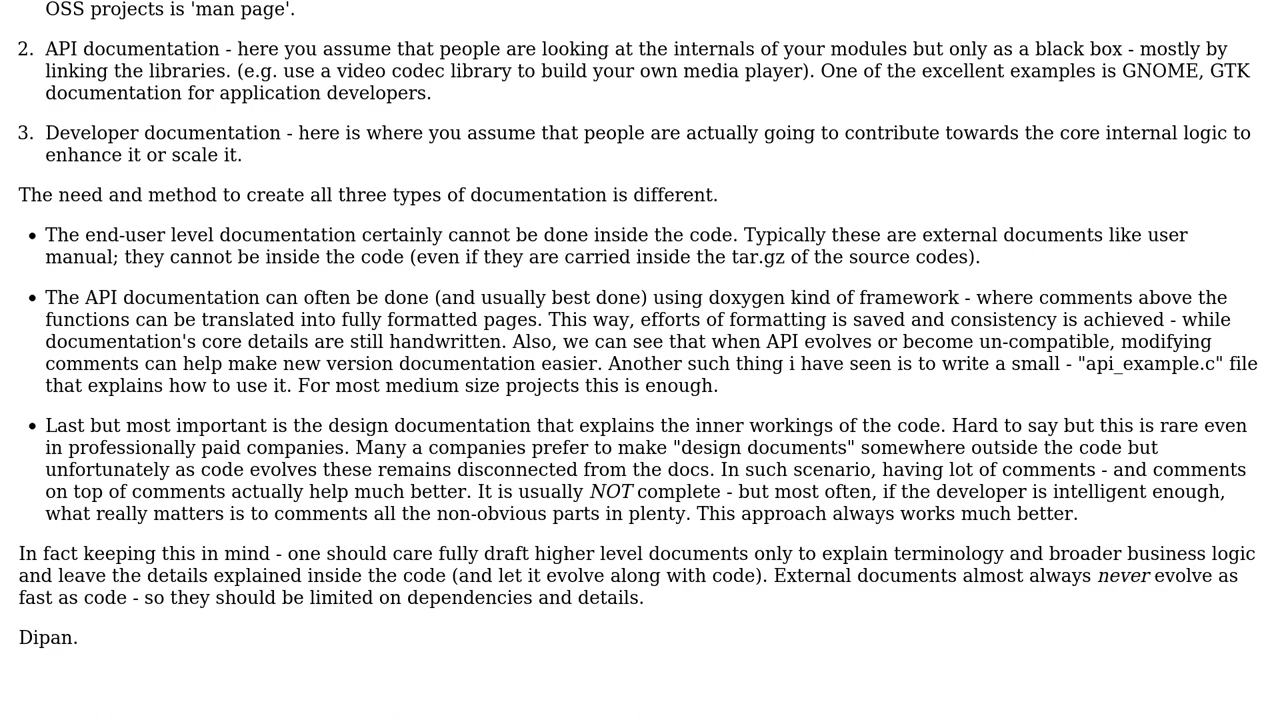 OSS projects is 'man page'.
2. API documentation - here you assume that people are looking at the internals of your modules but only as a black box - mostly by
linking the libraries. (e.g. use a video codec library to build your own media player). One of the excellent examples is GNOME, GTK
documentation for application developers.
3. Developer documentation - here is where you assume that people are actually going to contribute towards the core internal logic to
enhance it or scale it.
The need and method to create all three types of documentation is different.
• The end-user level documentation certainly cannot be done inside the code. Typically these are external documents like user
manual; they cannot be inside the code (even if they are carried inside the tar.gz of the source codes).
• The API documentation can often be done (and usually best done) using doxygen kind of framework - where comments above the
functions can be translated into fully formatted pages. This way, efforts of formatting is saved and consistency is achieved - while
documentation's core details are still handwritten. Also, we can see that when API evolves or become un-compatible, modifying
comments can help make new version documentation easier. Another such thing i have seen is to write a small - "api_example.c" file
that explains how to use it. For most medium size projects this is enough.
• Last but most important is the design documentation that explains the inner workings of the code. Hard to say but this is rare even
in professionally paid companies. Many a companies prefer to make "design documents" somewhere outside the code but
unfortunately as code evolves these remains disconnected from the docs. In such scenario, having lot of comments - and comments
on top of comments actually help much better. It is usually NOT complete - but most often, if the developer is intelligent enough,
what really matters is to comments all the non-obvious parts in plenty. This approach always works much better.
In fact keeping this in mind - one should care fully draft higher level documents only to explain terminology and broader business logic
and leave the details explained inside the code (and let it evolve along with code). External documents almost always never evolve as
fast as code - so they should be limited on dependencies and details.
Dipan.